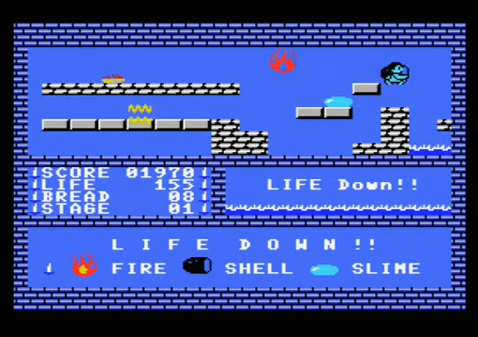 SCORE 01970
LIFE 155
BREAD 08
STAGE 01
LIFE Down!!
LIFE DOWN!!
FIRE SHELL SLIME